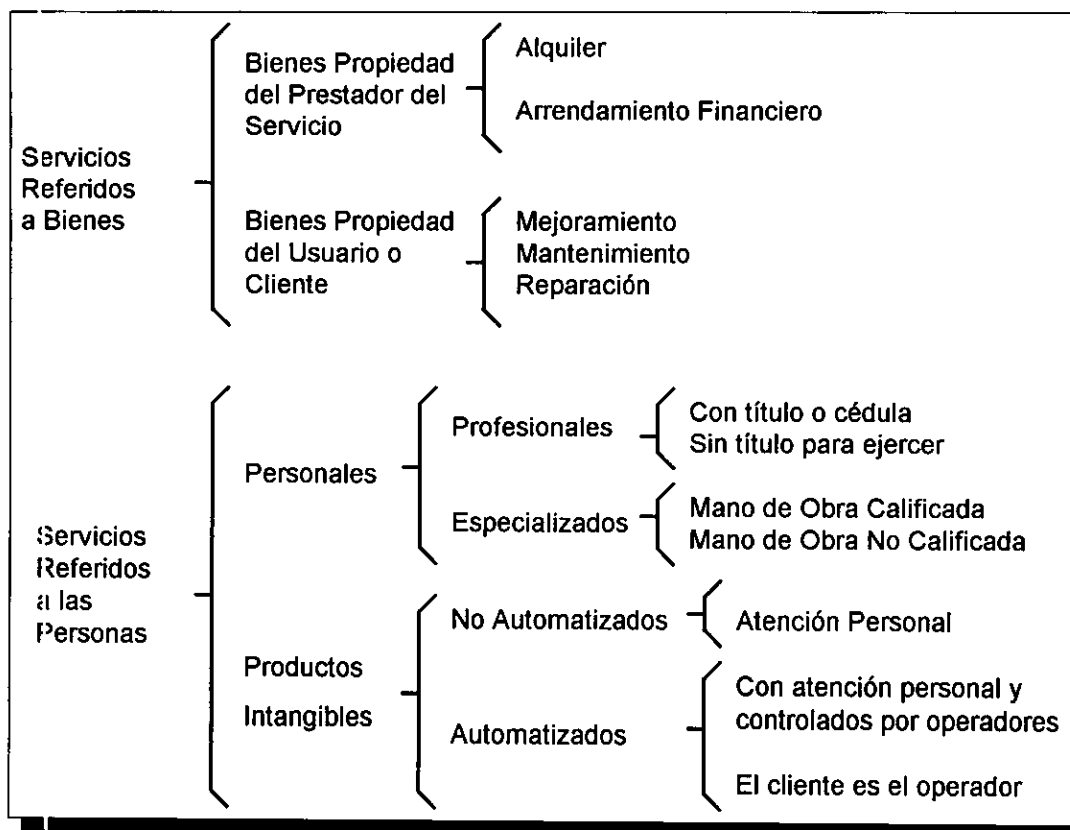 Servicios
Referidos
a Bienes
Bienes Propiedad
del Prestador del
Servicio
Alquiler
Arrendamiento Financiero
Bienes Propiedad
del Usuario o
Cliente
Mejoramiento
Mantenimiento
Reparación
Servicios
Referidos
a las
Personas
Personales
Profesionales
Con título o cédula
Sin título para ejercer
Especializados
Mano de Obra Calificada
Mano de Obra No Calificada
Productos
Intangibles
No Automatizados
Atención Personal
Automatizados
Con atención personal y
controlados por operadores
El cliente es el operador